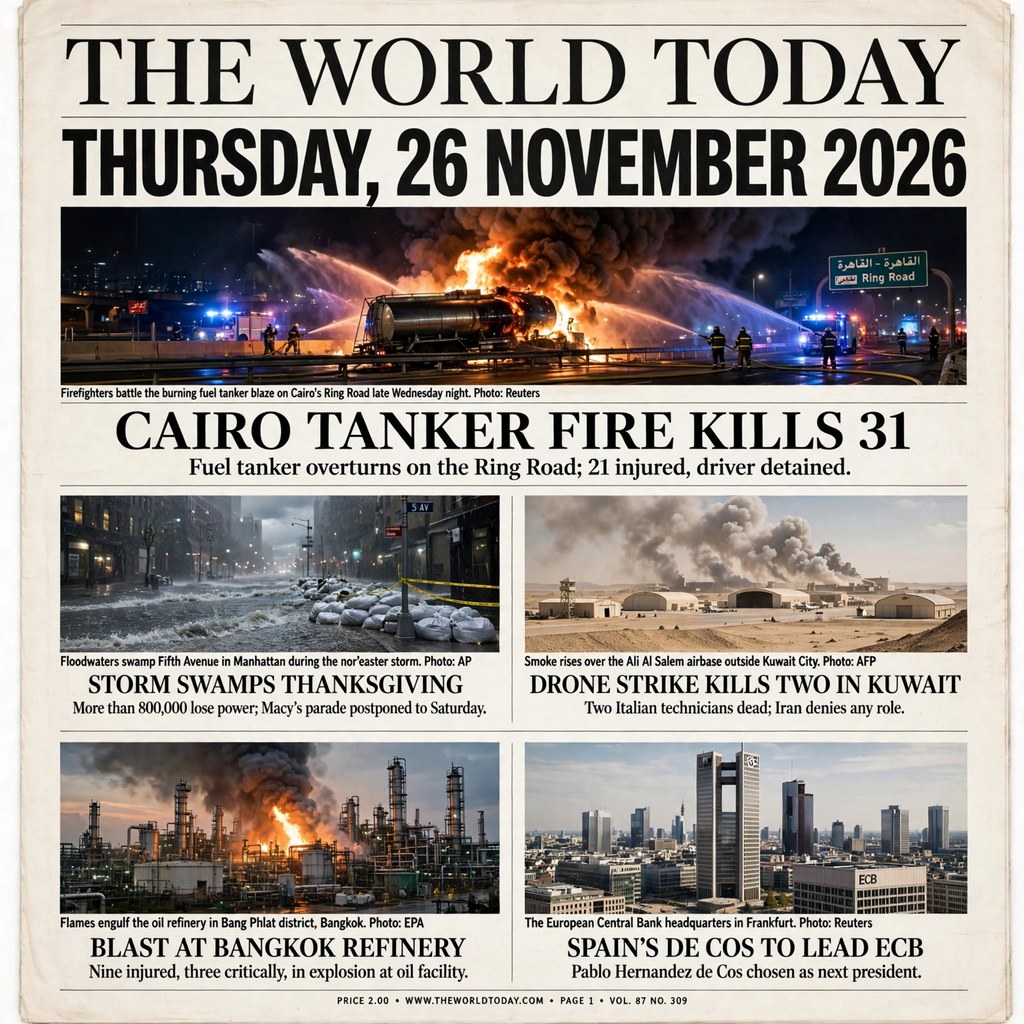 THE WORLD TODAY
THURSDAY, 26 NOVEMBER 2026
القاهرة - القاهرة
Ring Road
Firefighters battle the burning fuel tanker blaze on Cairo's Ring Road late Wednesday night. Photo: Reuters
CAIRO TANKER FIRE KILLS 31
Fuel tanker overturns on the Ring Road; 21 injured, driver detained.
5 AV
Floodwaters swamp Fifth Avenue in Manhattan during the nor'easter storm. Photo: AP
STORM SWAMPS THANKSGIVING
More than 800,000 lose power; Macy's parade postponed to Saturday.
Smoke rises over the Ali Al Salem airbase outside Kuwait City. Photo: AFP
DRONE STRIKE KILLS TWO IN KUWAIT
Two Italian technicians dead; Iran denies any role.
Flames engulf the oil refinery in Bang Phlat district, Bangkok. Photo: EPA
BLAST AT BANGKOK REFINERY
Nine injured, three critically, in explosion at oil facility.
ECB
The European Central Bank headquarters in Frankfurt. Photo: Reuters
SPAIN'S DE COS TO LEAD ECB
Pablo Hernandez de Cos chosen as next president.
PRICE 2.00 • WWW.THEWORLDTODAY.COM • PAGE 1 • VOL. 87 NO. 309